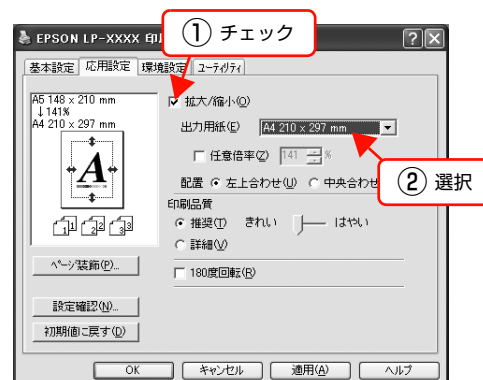 ① チェック
EPSON LP-XXXX 印
基本設定 応用設定 環境設定 ユーティリティ
A5 148 x 210 mm
↓141%
A4 210 x 297 mm
A
1 1 2 2 3 3
拡大/縮小(O)
出力用紙(E) A4 210 x 297 mm
任意倍率(Z) 141 %
配置 左上合わせ(U) 中央合わせ
② 選択
印刷品質
推奨(T) きれい はやい
詳細(V)
180度回転(R)
ページ装飾(P)...
設定確認(N)...
初期値に戻す(D)
OK キャンセル 適用(A) ヘルプ